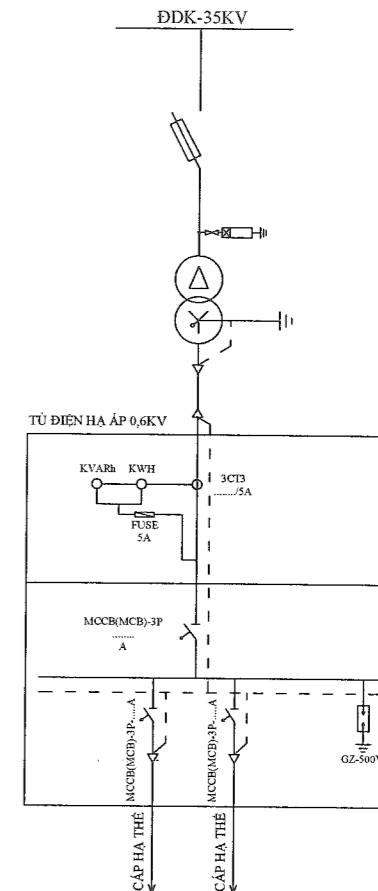 ĐDK-35KV
TỦ ĐIỆN HẠ ÁP 0,6KV
KVARh KWH
3CT3
......../5A
FUSE
5A
MCCB(MCB)-3P
........
A
MCCB(MCB)-3P-......A
MCCB(MCB)-3P-......A
GZ-500V
CÁP HẠ THẾ
CÁP HẠ THẾ